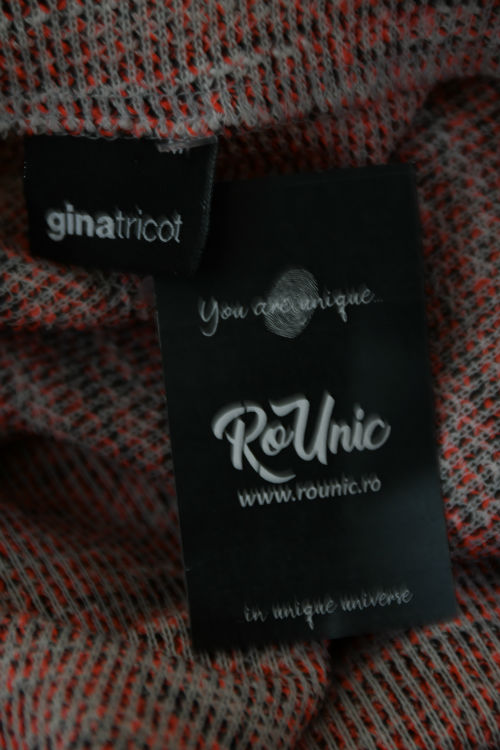 ginatricot
You are unique...
RoUnic
www.rounic.ro
...in unique universe